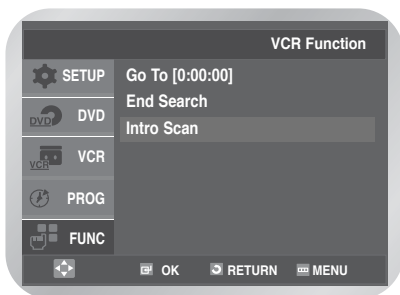 VCR Function
SETUP
DVD
DVD
VCR
VCR
PROG
FUNC
Go To [0:00:00]
End Search
Intro Scan
OK
RETURN
MENU